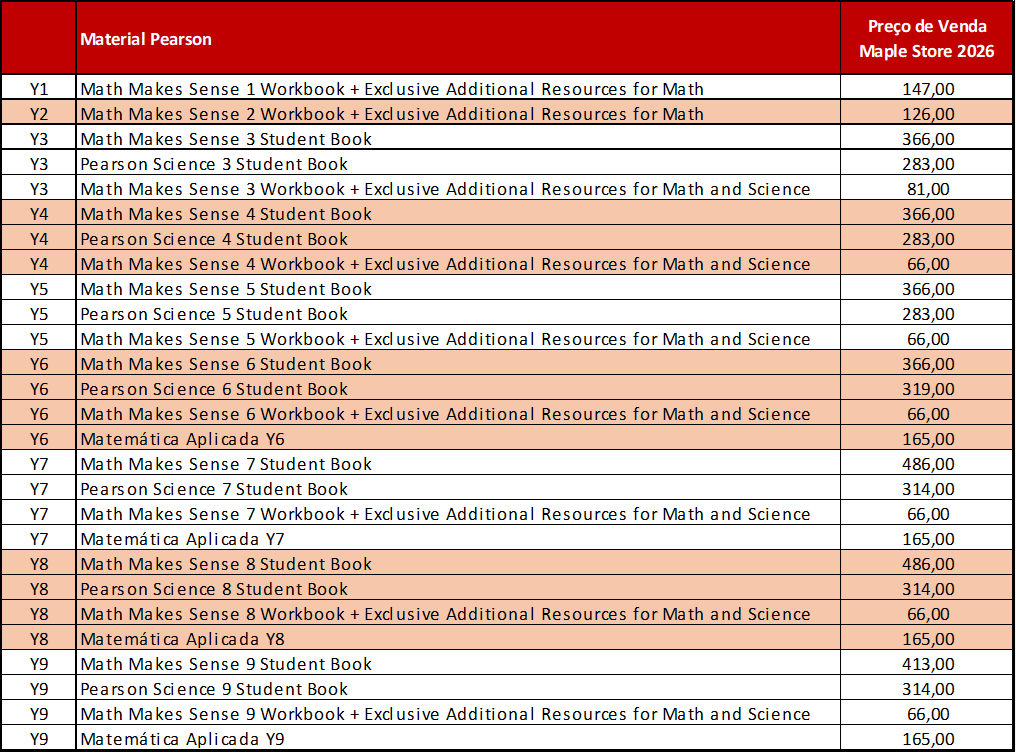 Material Pearson
Preço de Venda
Maple Store 2026
Y1 Math Makes Sense 1 Workbook + Exclusive Additional Resources for Math 147,00
Y2 Math Makes Sense 2 Workbook + Exclusive Additional Resources for Math 126,00
Y3 Math Makes Sense 3 Student Book 366,00
Y3 Pearson Science 3 Student Book 283,00
Y3 Math Makes Sense 3 Workbook + Exclusive Additional Resources for Math and Science 81,00
Y4 Math Makes Sense 4 Student Book 366,00
Y4 Pearson Science 4 Student Book 283,00
Y4 Math Makes Sense 4 Workbook + Exclusive Additional Resources for Math and Science 66,00
Y5 Math Makes Sense 5 Student Book 366,00
Y5 Pearson Science 5 Student Book 283,00
Y5 Math Makes Sense 5 Workbook + Exclusive Additional Resources for Math and Science 66,00
Y6 Math Makes Sense 6 Student Book 366,00
Y6 Pearson Science 6 Student Book 319,00
Y6 Math Makes Sense 6 Workbook + Exclusive Additional Resources for Math and Science 66,00
Y6 Matemática Aplicada Y6 165,00
Y7 Math Makes Sense 7 Student Book 486,00
Y7 Pearson Science 7 Student Book 314,00
Y7 Math Makes Sense 7 Workbook + Exclusive Additional Resources for Math and Science 66,00
Y7 Matemática Aplicada Y7 165,00
Y8 Math Makes Sense 8 Student Book 486,00
Y8 Pearson Science 8 Student Book 314,00
Y8 Math Makes Sense 8 Workbook + Exclusive Additional Resources for Math and Science 66,00
Y8 Matemática Aplicada Y8 165,00
Y9 Math Makes Sense 9 Student Book 413,00
Y9 Pearson Science 9 Student Book 314,00
Y9 Math Makes Sense 9 Workbook + Exclusive Additional Resources for Math and Science 66,00
Y9 Matemática Aplicada Y9 165,00